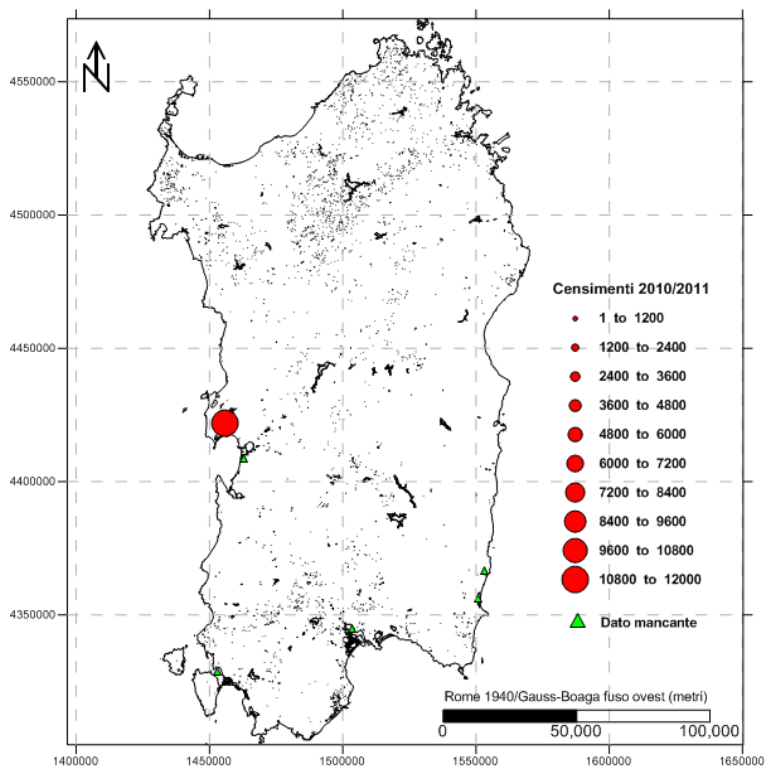 N
4550000
4500000
4450000
4400000
4350000
Censimenti 2010/2011
1 to 1200
1200 to 2400
2400 to 3600
3600 to 4800
4800 to 6000
6000 to 7200
7200 to 8400
8400 to 9600
9600 to 10800
10800 to 12000
Dato mancante
Rome 1940/Gauss-Boaga fuso ovest (metri)
0 50,000 100,000
1400000 1450000 1500000 1550000 1600000 1650000